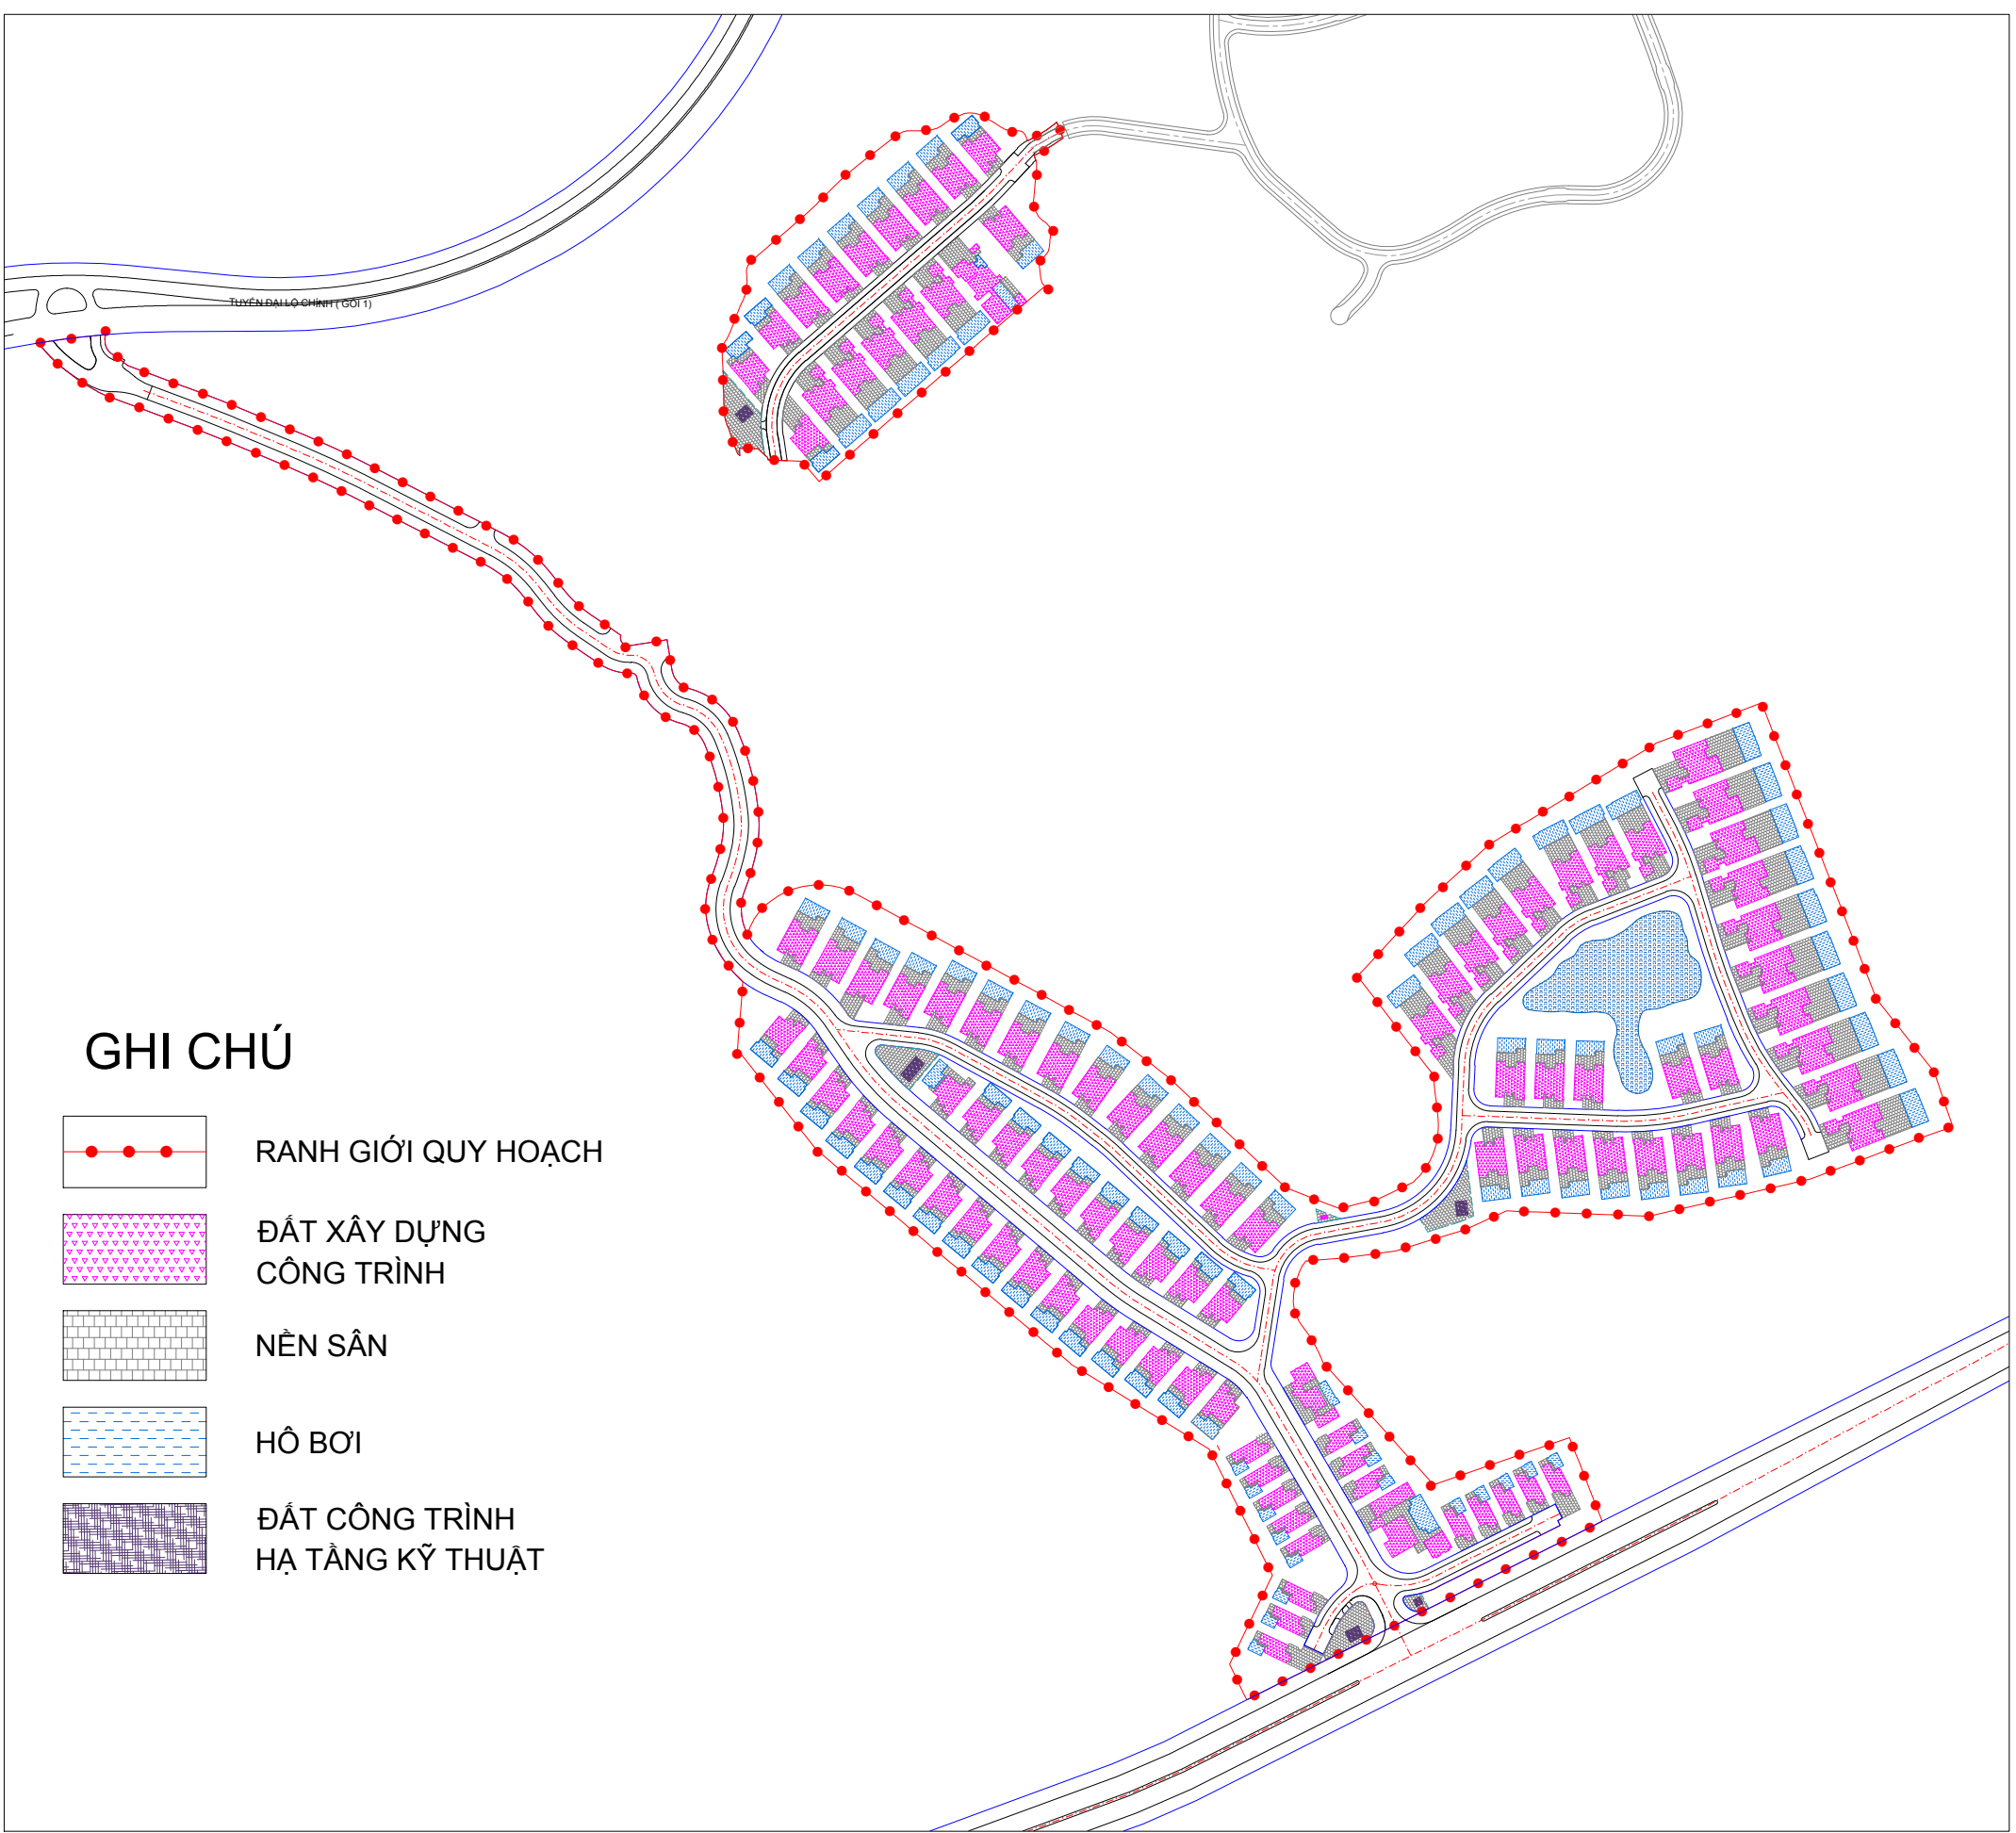 TUYẾN ĐẠI LỘ CHÍNH ( GÓI 1)
GHI CHÚ
RANH GIỚI QUY HOẠCH
ĐẤT XÂY DỰNG
CÔNG TRÌNH
NỀN SÂN
HỒ BƠI
ĐẤT CÔNG TRÌNH
HẠ TẦNG KỸ THUẬT